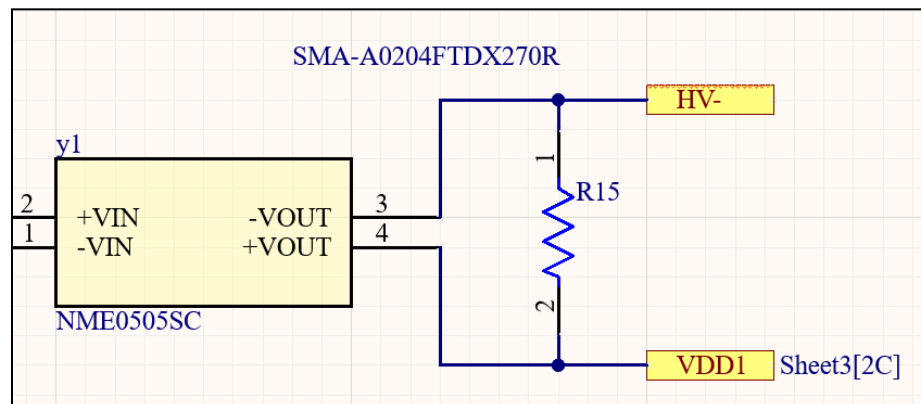 SMA-A0204FTDX270R
HV-
y1
1
R15
2
+VIN
-VOUT
3
1
-VIN
+VOUT
4
2
NME0505SC
VDD1
Sheet3[2C]